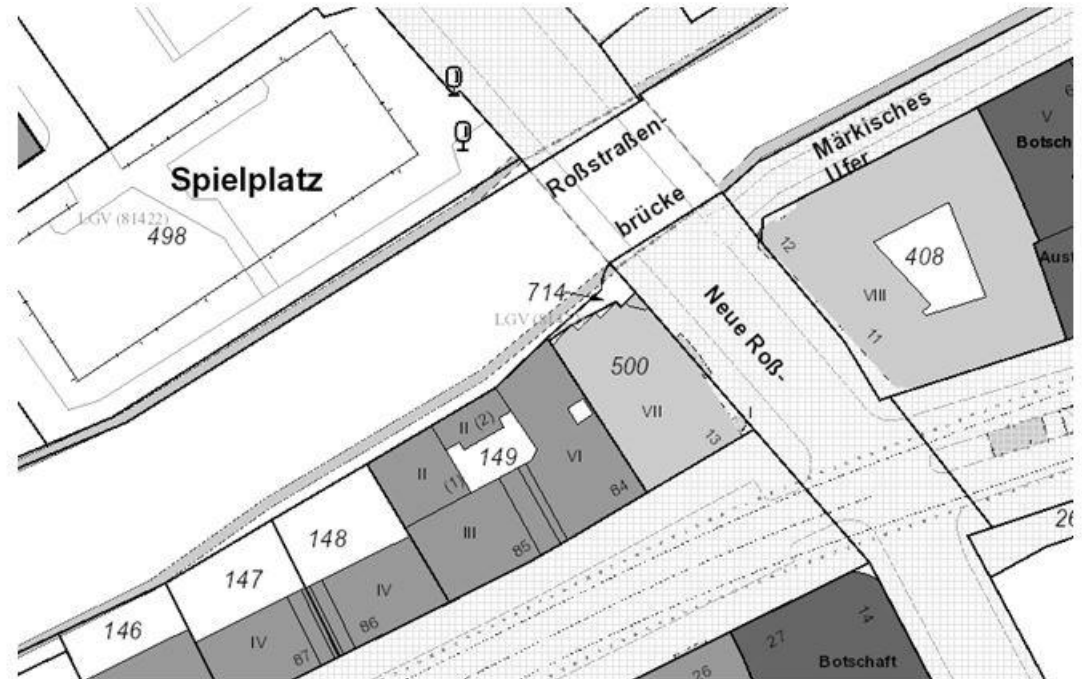 6
V
Botsch
Märkisches
Ufer
Roßstraßen-
brücke
Spielplatz
LGV (81422)
498
12
408
Aust
VIII
11
714
Neue Roß-
500
VII
I
13
II
(2)
149
II
(1)
VI
84
III
85
148
IV
86
147
IV
87
146
26
14
27
26
Botschaft